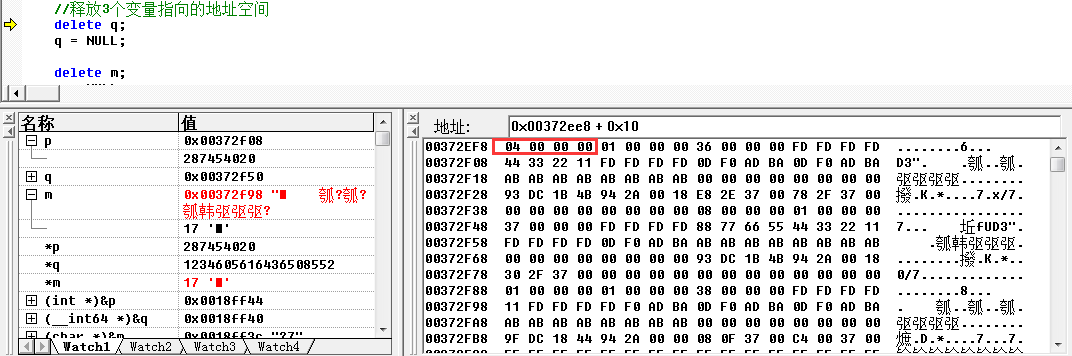 //释放3个变量指向的地址空间
delete q;
q = NULL;
delete m;
名称 值
p 0x00372f08
287454020
q 0x00372f50
m 0x00372f98 "■ 瓠?瓠?
瓠韩驱驱驱?
17 '■'
*p 287454020
*q 1234605616436508552
*m 17 '■'
(int *)&p 0x0018ff44
(__int64 *)&q 0x0018ff40
(char *)&m 0x0018ff3c "?7"
Watch1 Watch2 Watch3 Watch4
地址: 0x00372ee8 + 0x10
00372EF8 04 00 00 00 01 00 00 00 36 00 00 00 FD FD FD FD ........6...
00372F08 44 33 22 11 FD FD FD FD 0D F0 AD BA 0D F0 AD BA D3". .瓠..瓠.
00372F18 AB AB AB AB AB AB AB AB 00 00 00 00 00 00 00 00 驱驱驱驱........
00372F28 93 DC 1B 4B 94 2A 00 18 E8 2E 37 00 78 2F 37 00 撥.K.*....7.x/7.
00372F38 00 00 00 00 00 00 00 00 08 00 00 00 01 00 00 00 ................
00372F48 37 00 00 00 FD FD FD FD 88 77 66 55 44 33 22 11 7... 坵fUD3".
00372F58 FD FD FD FD 0D F0 AD BA AB AB AB AB AB AB AB AB .瓠韩驱驱驱.
00372F68 00 00 00 00 00 00 00 00 93 DC 1B 4B 94 2A 00 18 ........撥.K.*..
00372F78 30 2F 37 00 00 00 00 00 00 00 00 00 00 00 00 00 0/7.............
00372F88 01 00 00 00 01 00 00 00 38 00 00 00 FD FD FD FD ........8...
00372F98 11 FD FD FD FD F0 AD BA 0D F0 AD BA 0D F0 AD BA . 瓠..瓠..瓠
00372FA8 AB AB AB AB AB AB AB AB 00 00 00 00 00 00 00 00 驱驱驱驱........
00372FB8 9F DC 18 44 94 2A 00 00 08 0F 37 00 C4 00 37 00